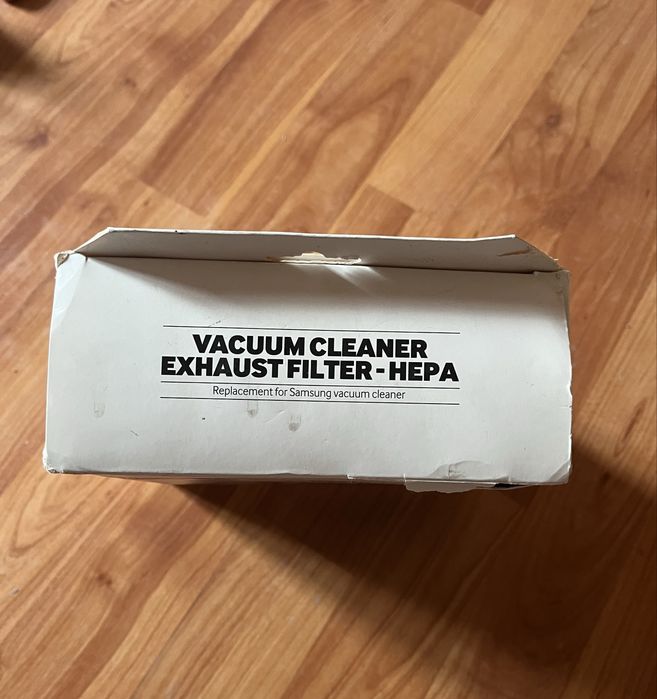 VACUUM CLEANER
EXHAUST FILTER - HEPA
Replacement for Samsung vacuum cleaner